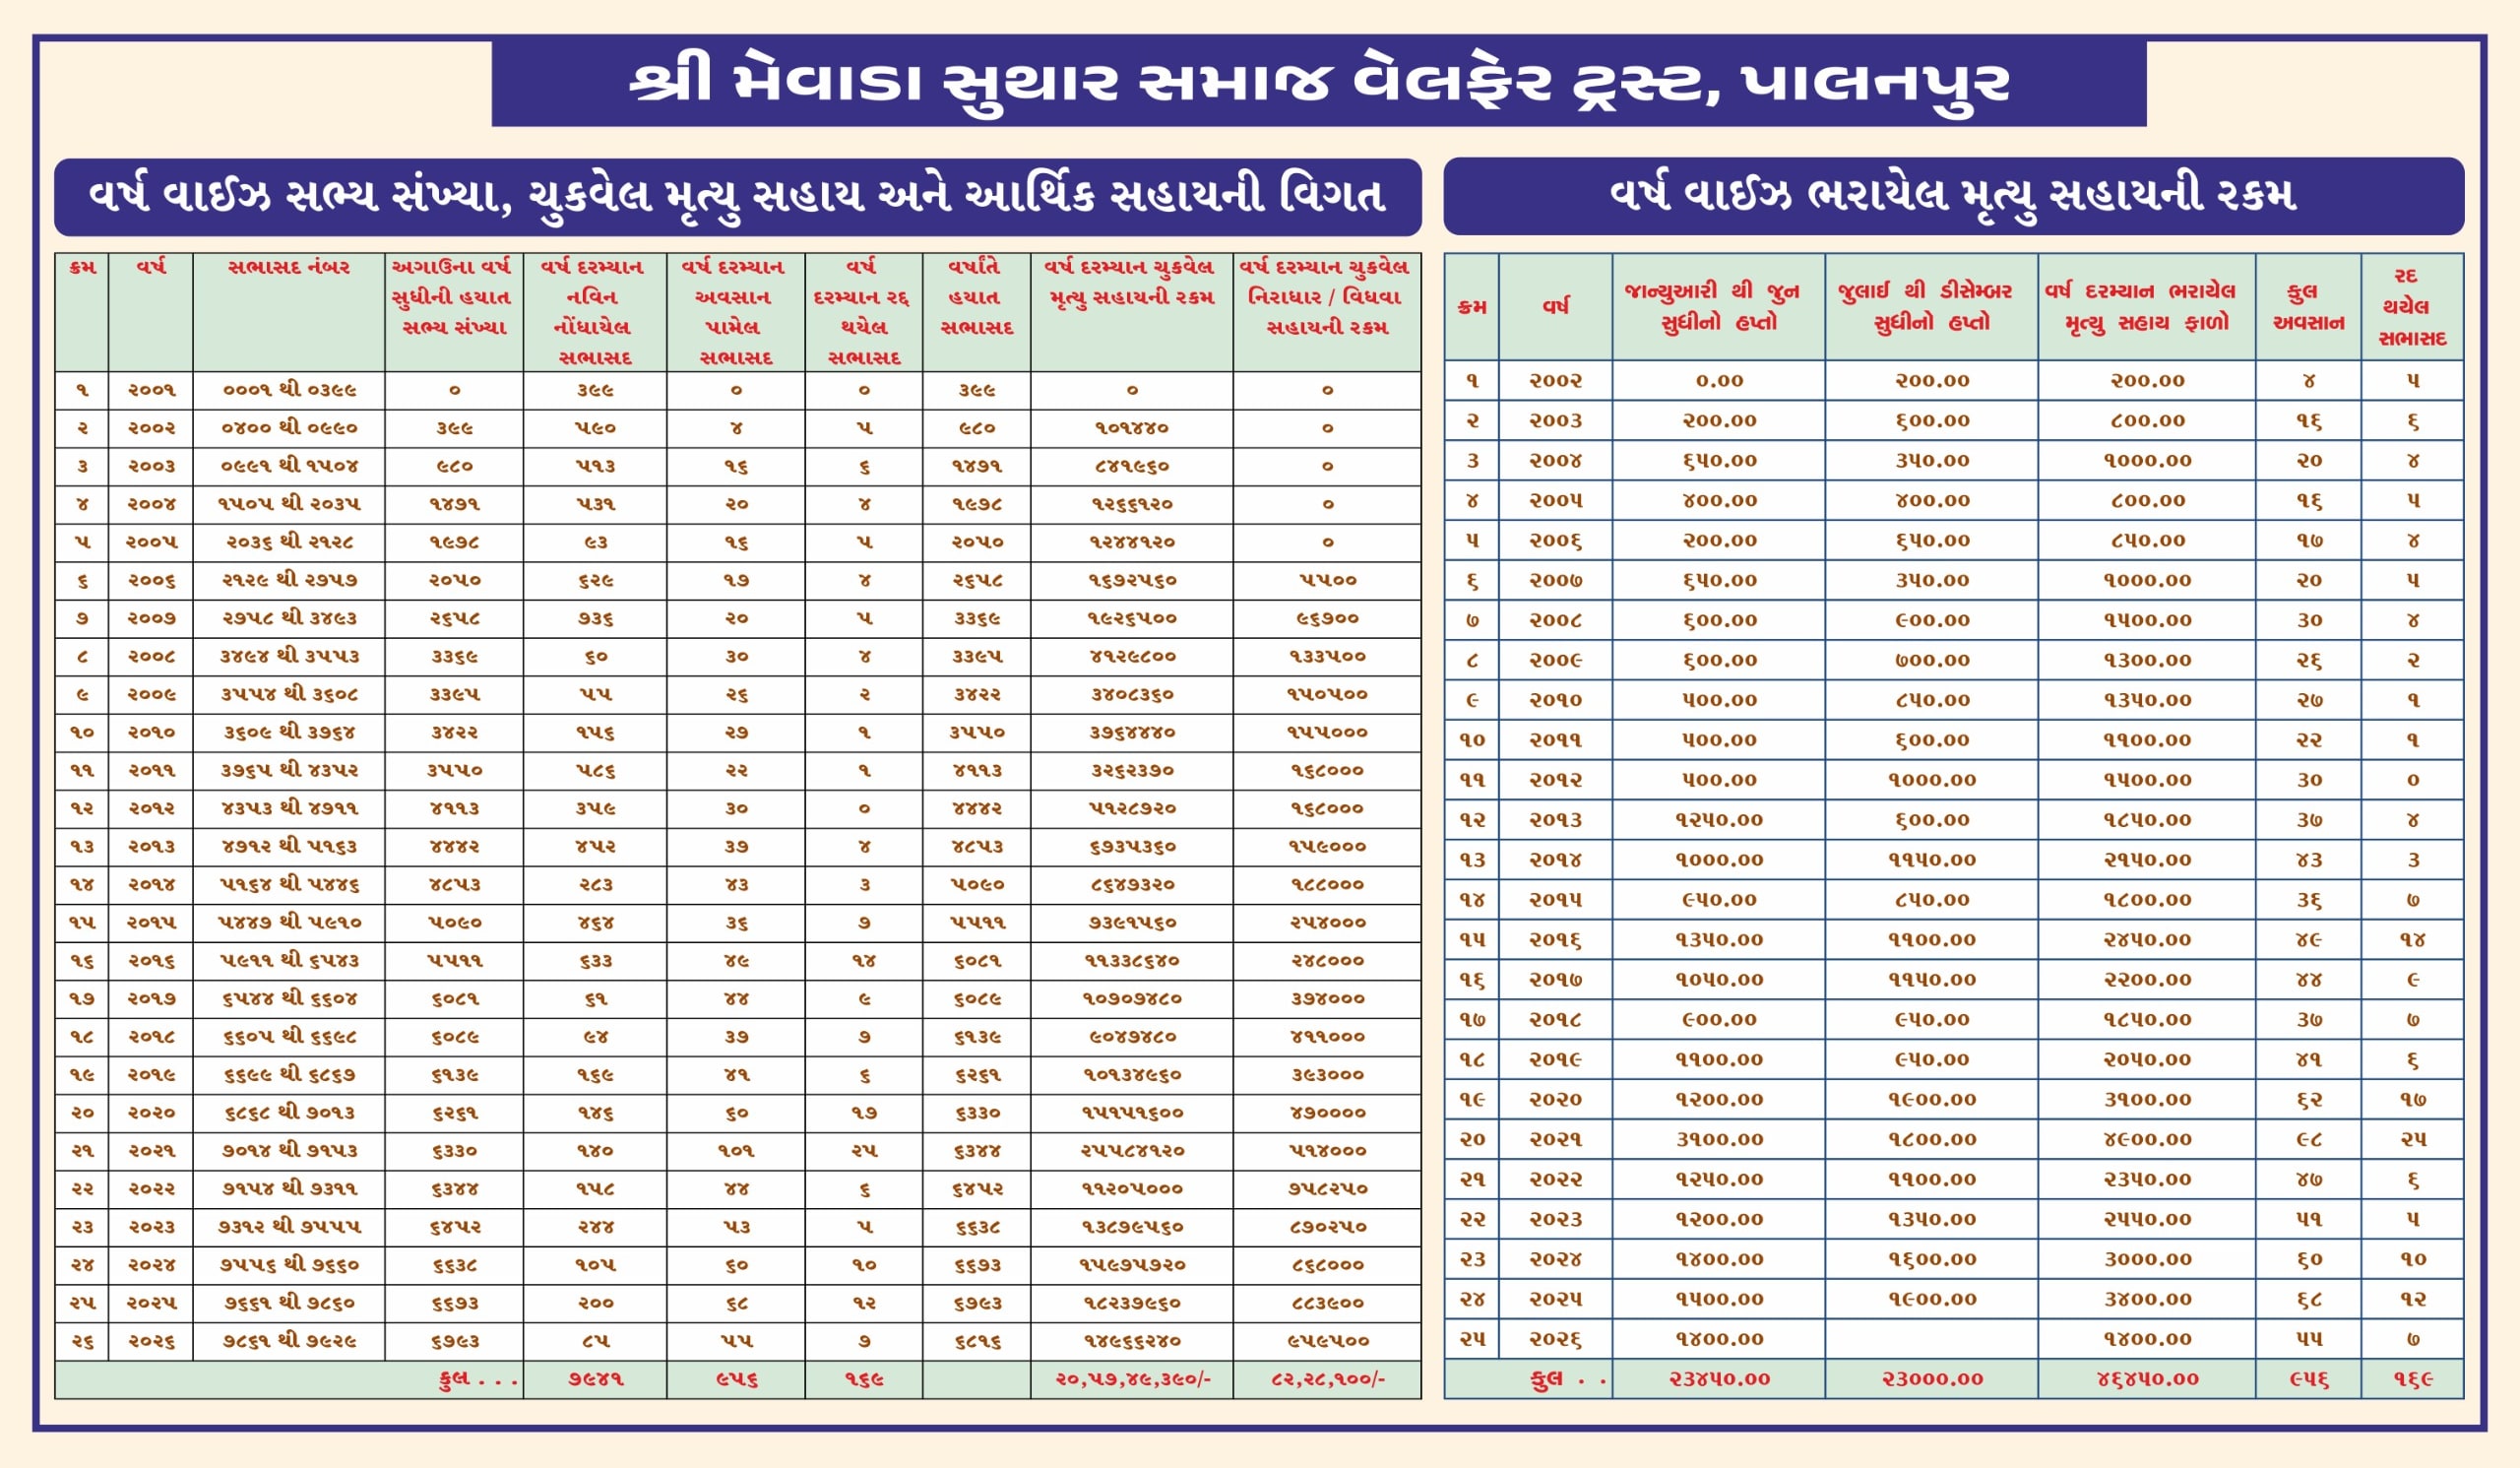 શ્રી મેવાડા સુથાર સમાજ વેલફેર ટ્રસ્ટ, પાલનપુર
વર્ષ વાઈઝ સભ્ય સંખ્યા, ચુકવેલ મૃત્યુ સહાય અને આર્થિક સહાયની વિગત
ક્રમ વર્ષ સભાસદ નંબર અગાઉના વર્ષ સુધીની હયાત સભ્ય સંખ્યા વર્ષ દરમ્યાન નવિન નોંધાયેલ સભાસદ વર્ષ દરમ્યાન અવસાન પામેલ સભાસદ વર્ષ દરમ્યાન રદ્દ થયેલ સભાસદ વર્ષાંતે હયાત સભાસદ વર્ષ દરમ્યાન ચુકવેલ મૃત્યુ સહાયની રકમ વર્ષ દરમ્યાન ચુકવેલ નિરાધાર / વિધવા સહાયની રકમ
૧ ૨૦૦૧ ૦૦૦૧ થી ૦૩૯૯ ૦ ૩૯૯ ૦ ૦ ૩૯૯ ૦ ૦
૨ ૨૦૦૨ ૦૪૦૦ થી ૦૯૯૦ ૩૯૯ ૫૯૦ ૪ ૫ ૯૮૦ ૧૦૧૪૪૦ ૦
૩ ૨૦૦૩ ૦૯૯૧ થી ૧૫૦૪ ૯૮૦ ૫૧૩ ૧૬ ૬ ૧૪૭૧ ૮૪૧૯૬૦ ૦
૪ ૨૦૦૪ ૧૫૦૫ થી ૨૦૩૫ ૧૪૭૧ ૫૩૧ ૨૦ ૪ ૧૯૭૮ ૧૨૬૬૧૨૦ ૦
૫ ૨૦૦૫ ૨૦૩૬ થી ૨૧૨૮ ૧૯૭૮ ૯૩ ૧૬ ૫ ૨૦૫૦ ૧૨૪૪૧૨૦ ૦
૬ ૨૦૦૬ ૨૧૨૯ થી ૨૭૫૭ ૨૦૫૦ ૬૨૯ ૧૭ ૪ ૨૬૫૮ ૧૬૭૨૫૬૦ ૫૫૦૦
૭ ૨૦૦૭ ૨૭૫૮ થી ૩૪૯૩ ૨૬૫૮ ૭૩૬ ૨૦ ૫ ૩૩૬૯ ૧૯૨૬૫૦૦ ૯૬૭૦૦
૮ ૨૦૦૮ ૩૪૯૪ થી ૩૫૫૩ ૩૩૬૯ ૬૦ ૩૦ ૪ ૩૩૯૫ ૪૧૨૯૮૦૦ ૧૩૩૫૦૦
૯ ૨૦૦૯ ૩૫૫૪ થી ૩૬૦૮ ૩૩૯૫ ૫૫ ૨૬ ૨ ૩૪૨૨ ૩૪૦૮૩૬૦ ૧૫૦૫૦૦
૧૦ ૨૦૧૦ ૩૬૦૯ થી ૩૭૬૪ ૩૪૨૨ ૧૫૬ ૨૭ ૧ ૩૫૫૦ ૩૭૬૪૪૪૦ ૧૫૫૦૦૦
૧૧ ૨૦૧૧ ૩૭૬૫ થી ૪૩૫૨ ૩૫૫૦ ૫૮૬ ૨૨ ૧ ૪૧૧૩ ૩૨૬૨૩૭૦ ૧૬૮૦૦૦
૧૨ ૨૦૧૨ ૪૩૫૩ થી ૪૭૧૧ ૪૧૧૩ ૩૫૯ ૩૦ ૦ ૪૪૪૨ ૫૧૨૮૭૨૦ ૧૬૮૦૦૦
૧૩ ૨૦૧૩ ૪૭૧૨ થી ૫૧૬૩ ૪૪૪૨ ૪૫૨ ૩૭ ૪ ૪૮૫૩ ૬૭૩૫૩૬૦ ૧૫૯૦૦૦
૧૪ ૨૦૧૪ ૫૧૬૪ થી ૫૪૪૬ ૪૮૫૩ ૨૮૩ ૪૩ ૩ ૫૦૯૦ ૮૬૪૭૩૨૦ ૧૮૮૦૦૦
૧૫ ૨૦૧૫ ૫૪૪૭ થી ૫૯૧૦ ૫૦૯૦ ૪૬૪ ૩૬ ૭ ૫૫૧૧ ૭૩૯૧૫૬૦ ૨૫૪૦૦૦
૧૬ ૨૦૧૬ ૫૯૧૧ થી ૬૫૪૩ ૫૫૧૧ ૬૩૩ ૪૯ ૧૪ ૬૦૮૧ ૧૧૩૩૮૬૪૦ ૨૪૮૦૦૦
૧૭ ૨૦૧૭ ૬૫૪૪ થી ૬૬૦૪ ૬૦૮૧ ૬૧ ૪૪ ૯ ૬૦૮૯ ૧૦૭૦૭૪૮૦ ૩૭૪૦૦૦
૧૮ ૨૦૧૮ ૬૬૦૫ થી ૬૬૯૮ ૬૦૮૯ ૯૪ ૩૭ ૭ ૬૧૩૯ ૯૦૪૭૪૮૦ ૪૧૧૦૦૦
૧૯ ૨૦૧૯ ૬૬૯૯ થી ૬૮૬૭ ૬૧૩૯ ૧૬૯ ૪૧ ૬ ૬૨૬૧ ૧૦૧૩૪૯૬૦ ૩૯૩૦૦૦
૨૦ ૨૦૨૦ ૬૮૬૮ થી ૭૦૧૩ ૬૨૬૧ ૧૪૬ ૬૦ ૧૭ ૬૩૩૦ ૧૫૧૫૧૬૦૦ ૪૭૦૦૦૦
૨૧ ૨૦૨૧ ૭૦૧૪ થી ૭૧૫૩ ૬૩૩૦ ૧૪૦ ૧૦૧ ૨૫ ૬૩૪૪ ૨૫૫૮૪૧૨૦ ૫૧૪૦૦૦
૨૨ ૨૦૨૨ ૭૧૫૪ થી ૭૩૧૧ ૬૩૪૪ ૧૫૮ ૪૪ ૬ ૬૪૫૨ ૧૧૨૦૫૦૦૦ ૭૫૮૨૫૦
૨૩ ૨૦૨૩ ૭૩૧૨ થી ૭૫૫૫ ૬૪૫૨ ૨૪૪ ૫૩ ૫ ૬૬૩૮ ૧૩૮૭૯૫૬૦ ૮૭૦૨૫૦
૨૪ ૨૦૨૪ ૭૫૫૬ થી ૭૬૬૦ ૬૬૩૮ ૧૦૫ ૬૦ ૧૦ ૬૬૭૩ ૧૫૯૭૫૭૨૦ ૮૬૮૦૦૦
૨૫ ૨૦૨૫ ૭૬૬૧ થી ૭૮૬૦ ૬૬૭૩ ૨૦૦ ૬૮ ૧૨ ૬૭૯૩ ૧૮૨૩૭૯૬૦ ૮૮૩૯૦૦
૨૬ ૨૦૨૬ ૭૮૬૧ થી ૭૯૨૯ ૬૭૯૩ ૮૫ ૫૫ ૭ ૬૮૧૬ ૧૪૯૬૬૨૪૦ ૯૫૯૫૦૦
કુલ . . . ૭૯૪૧ ૯૫૬ ૧૬૯ ૨૦,૫૭,૪૯,૩૯૦/- ૮૨,૨૮,૧૦૦/-
વર્ષ વાઈઝ ભરાયેલ મૃત્યુ સહાયની રકમ
ક્રમ વર્ષ જાન્યુઆરી થી જુન સુધીનો હપ્તો જુલાઈ થી ડીસેમ્બર સુધીનો હપ્તો વર્ષ દરમ્યાન ભરાયેલ મૃત્યુ સહાય ફાળો કુલ અવસાન રદ થયેલ સભાસદ
૧ ૨૦૦૨ ૦.૦૦ ૨૦૦.૦૦ ૨૦૦.૦૦ ૪ ૫
૨ ૨૦૦૩ ૨૦૦.૦૦ ૬૦૦.૦૦ ૮૦૦.૦૦ ૧૬ ૬
૩ ૨૦૦૪ ૬૫૦.૦૦ ૩૫૦.૦૦ ૧૦૦૦.૦૦ ૨૦ ૪
૪ ૨૦૦૫ ૪૦૦.૦૦ ૪૦૦.૦૦ ૮૦૦.૦૦ ૧૬ ૫
૫ ૨૦૦૬ ૨૦૦.૦૦ ૬૫૦.૦૦ ૮૫૦.૦૦ ૧૭ ૪
૬ ૨૦૦૭ ૬૫૦.૦૦ ૩૫૦.૦૦ ૧૦૦૦.૦૦ ૨૦ ૫
૭ ૨૦૦૮ ૬૦૦.૦૦ ૯૦૦.૦૦ ૧૫૦૦.૦૦ ૩૦ ૪
૮ ૨૦૦૯ ૬૦૦.૦૦ ૭૦૦.૦૦ ૧૩૦૦.૦૦ ૨૬ ૨
૯ ૨૦૧૦ ૫૦૦.૦૦ ૮૫૦.૦૦ ૧૩૫૦.૦૦ ૨૭ ૧
૧૦ ૨૦૧૧ ૫૦૦.૦૦ ૬૦૦.૦૦ ૧૧૦૦.૦૦ ૨૨ ૧
૧૧ ૨૦૧૨ ૫૦૦.૦૦ ૧૦૦૦.૦૦ ૧૫૦૦.૦૦ ૩૦ ૦
૧૨ ૨૦૧૩ ૧૨૫૦.૦૦ ૬૦૦.૦૦ ૧૮૫૦.૦૦ ૩૭ ૪
૧૩ ૨૦૧૪ ૧૦૦૦.૦૦ ૧૧૫૦.૦૦ ૨૧૫૦.૦૦ ૪૩ ૩
૧૪ ૨૦૧૫ ૯૫૦.૦૦ ૮૫૦.૦૦ ૧૮૦૦.૦૦ ૩૬ ૭
૧૫ ૨૦૧૬ ૧૩૫૦.૦૦ ૧૧૦૦.૦૦ ૨૪૫૦.૦૦ ૪૯ ૧૪
૧૬ ૨૦૧૭ ૧૦૫૦.૦૦ ૧૧૫૦.૦૦ ૨૨૦૦.૦૦ ૪૪ ૯
૧૭ ૨૦૧૮ ૯૦૦.૦૦ ૯૫૦.૦૦ ૧૮૫૦.૦૦ ૩૭ ૭
૧૮ ૨૦૧૯ ૧૧૦૦.૦૦ ૯૫૦.૦૦ ૨૦૫૦.૦૦ ૪૧ ૬
૧૯ ૨૦૨૦ ૧૨૦૦.૦૦ ૧૯૦૦.૦૦ ૩૧૦૦.૦૦ ૬૨ ૧૭
૨૦ ૨૦૨૧ ૩૧૦૦.૦૦ ૧૮૦૦.૦૦ ૪૯૦૦.૦૦ ૯૮ ૨૫
૨૧ ૨૦૨૨ ૧૨૫૦.૦૦ ૧૧૦૦.૦૦ ૨૩૫૦.૦૦ ૪૭ ૬
૨૨ ૨૦૨૩ ૧૨૦૦.૦૦ ૧૩૫૦.૦૦ ૨૫૫૦.૦૦ ૫૧ ૫
૨૩ ૨૦૨૪ ૧૪૦૦.૦૦ ૧૬૦૦.૦૦ ૩૦૦૦.૦૦ ૬૦ ૧૦
૨૪ ૨૦૨૫ ૧૫૦૦.૦૦ ૧૯૦૦.૦૦ ૩૪૦૦.૦૦ ૬૮ ૧૨
૨૫ ૨૦૨૬ ૧૪૦૦.૦૦ ૧૪૦૦.૦૦ ૫૫ ૭
કુલ . . ૨૩૪૫૦.૦૦ ૨૩૦૦૦.૦૦ ૪૬૪૫૦.૦૦ ૯૫૬ ૧૬૯